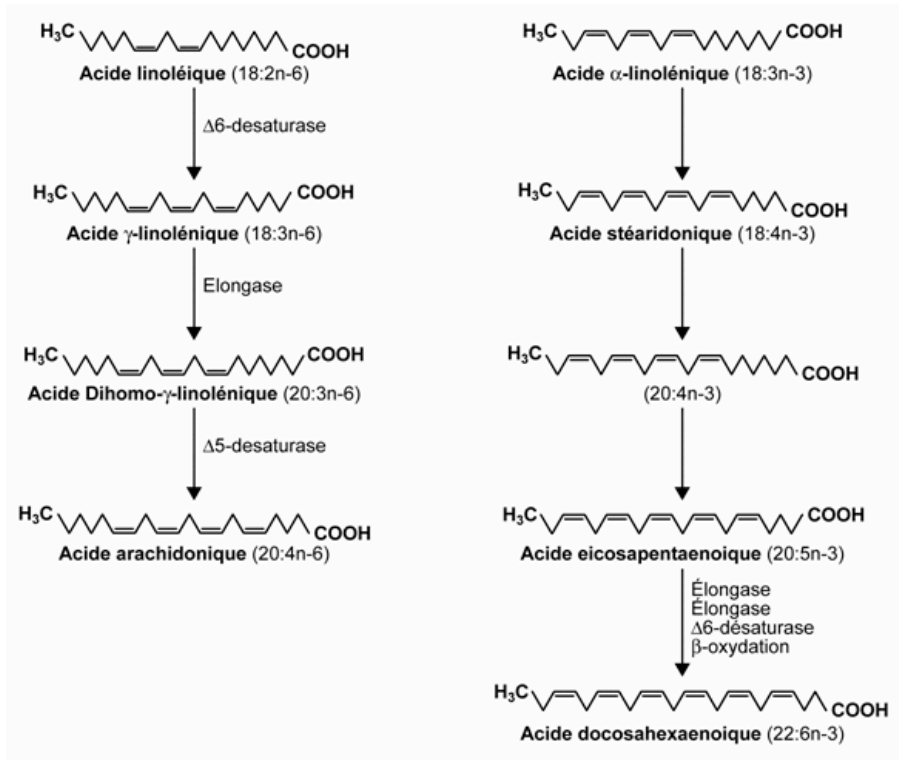 H3C COOH
Acide linoléique (18:2n-6)
Δ6-desaturase
H3C COOH
Acide γ-linolénique (18:3n-6)
Elongase
H3C COOH
Acide Dihomo-γ-linolénique (20:3n-6)
Δ5-desaturase
H3C COOH
Acide arachidonique (20:4n-6)
H3C COOH
Acide α-linolénique (18:3n-3)
H3C COOH
Acide stéaridonique (18:4n-3)
H3C COOH
(20:4n-3)
H3C COOH
Acide eicosapentaenoique (20:5n-3)
Élongase
Élongase
Δ6-désaturase
β-oxydation
H3C COOH
Acide docosahexaenoique (22:6n-3)